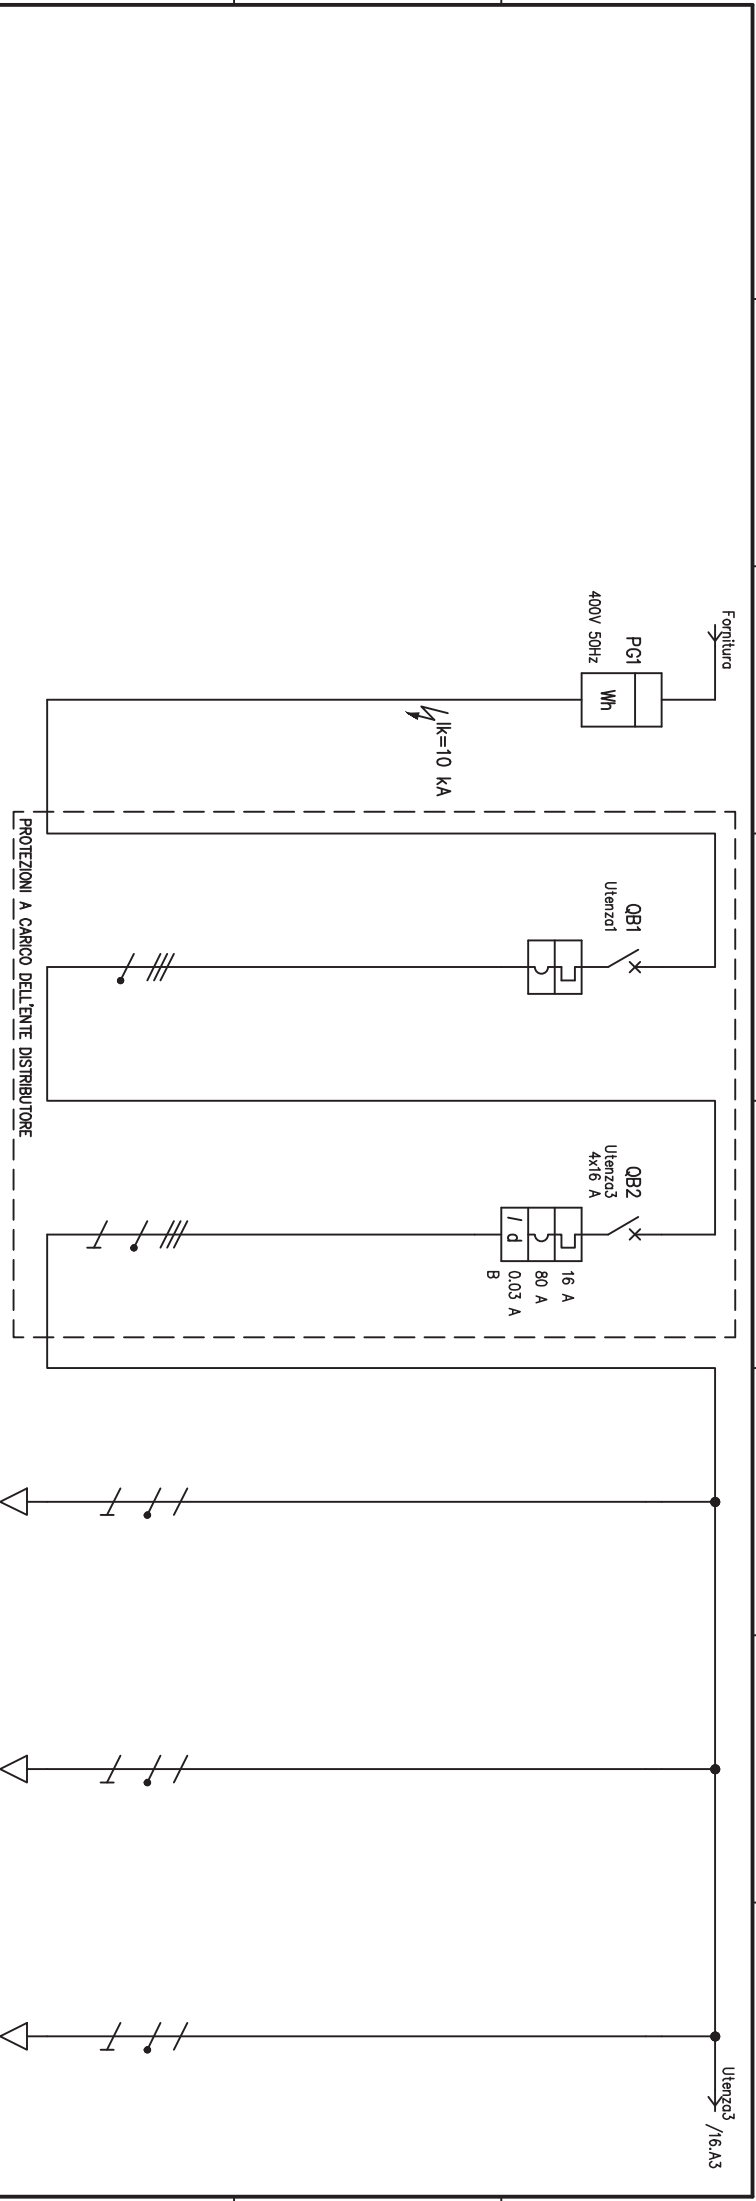 Fornitura
PG1
Wh
400V 50Hz
Ik=10 kA
PROTEZIONI A CARICO DELL'ENTE DISTRIBUTORE
QB1
Utenza1
QB2
Utenza3
4x16 A
16 A
80 A
I d
0.03 A
B
Utenza3
/16.A3